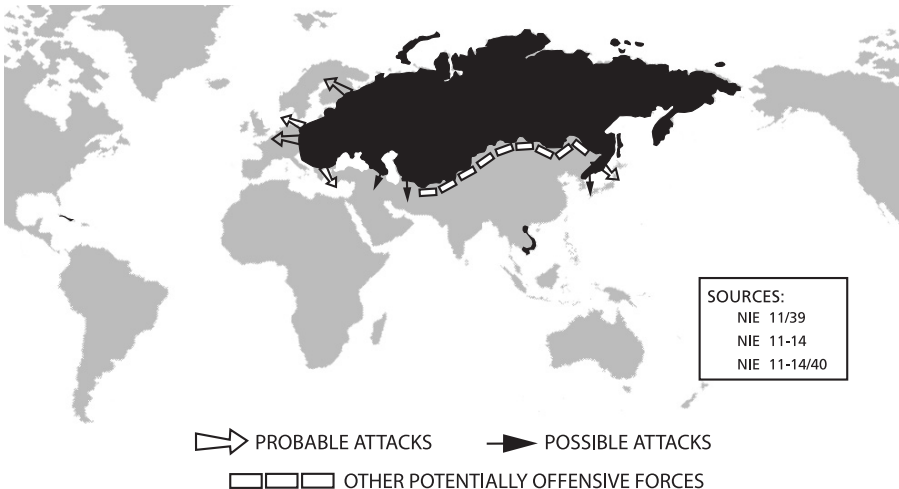 SOURCES:
NIE 11/39
NIE 11-14
NIE 11-14/40
PROBABLE ATTACKS
POSSIBLE ATTACKS
OTHER POTENTIALLY OFFENSIVE FORCES